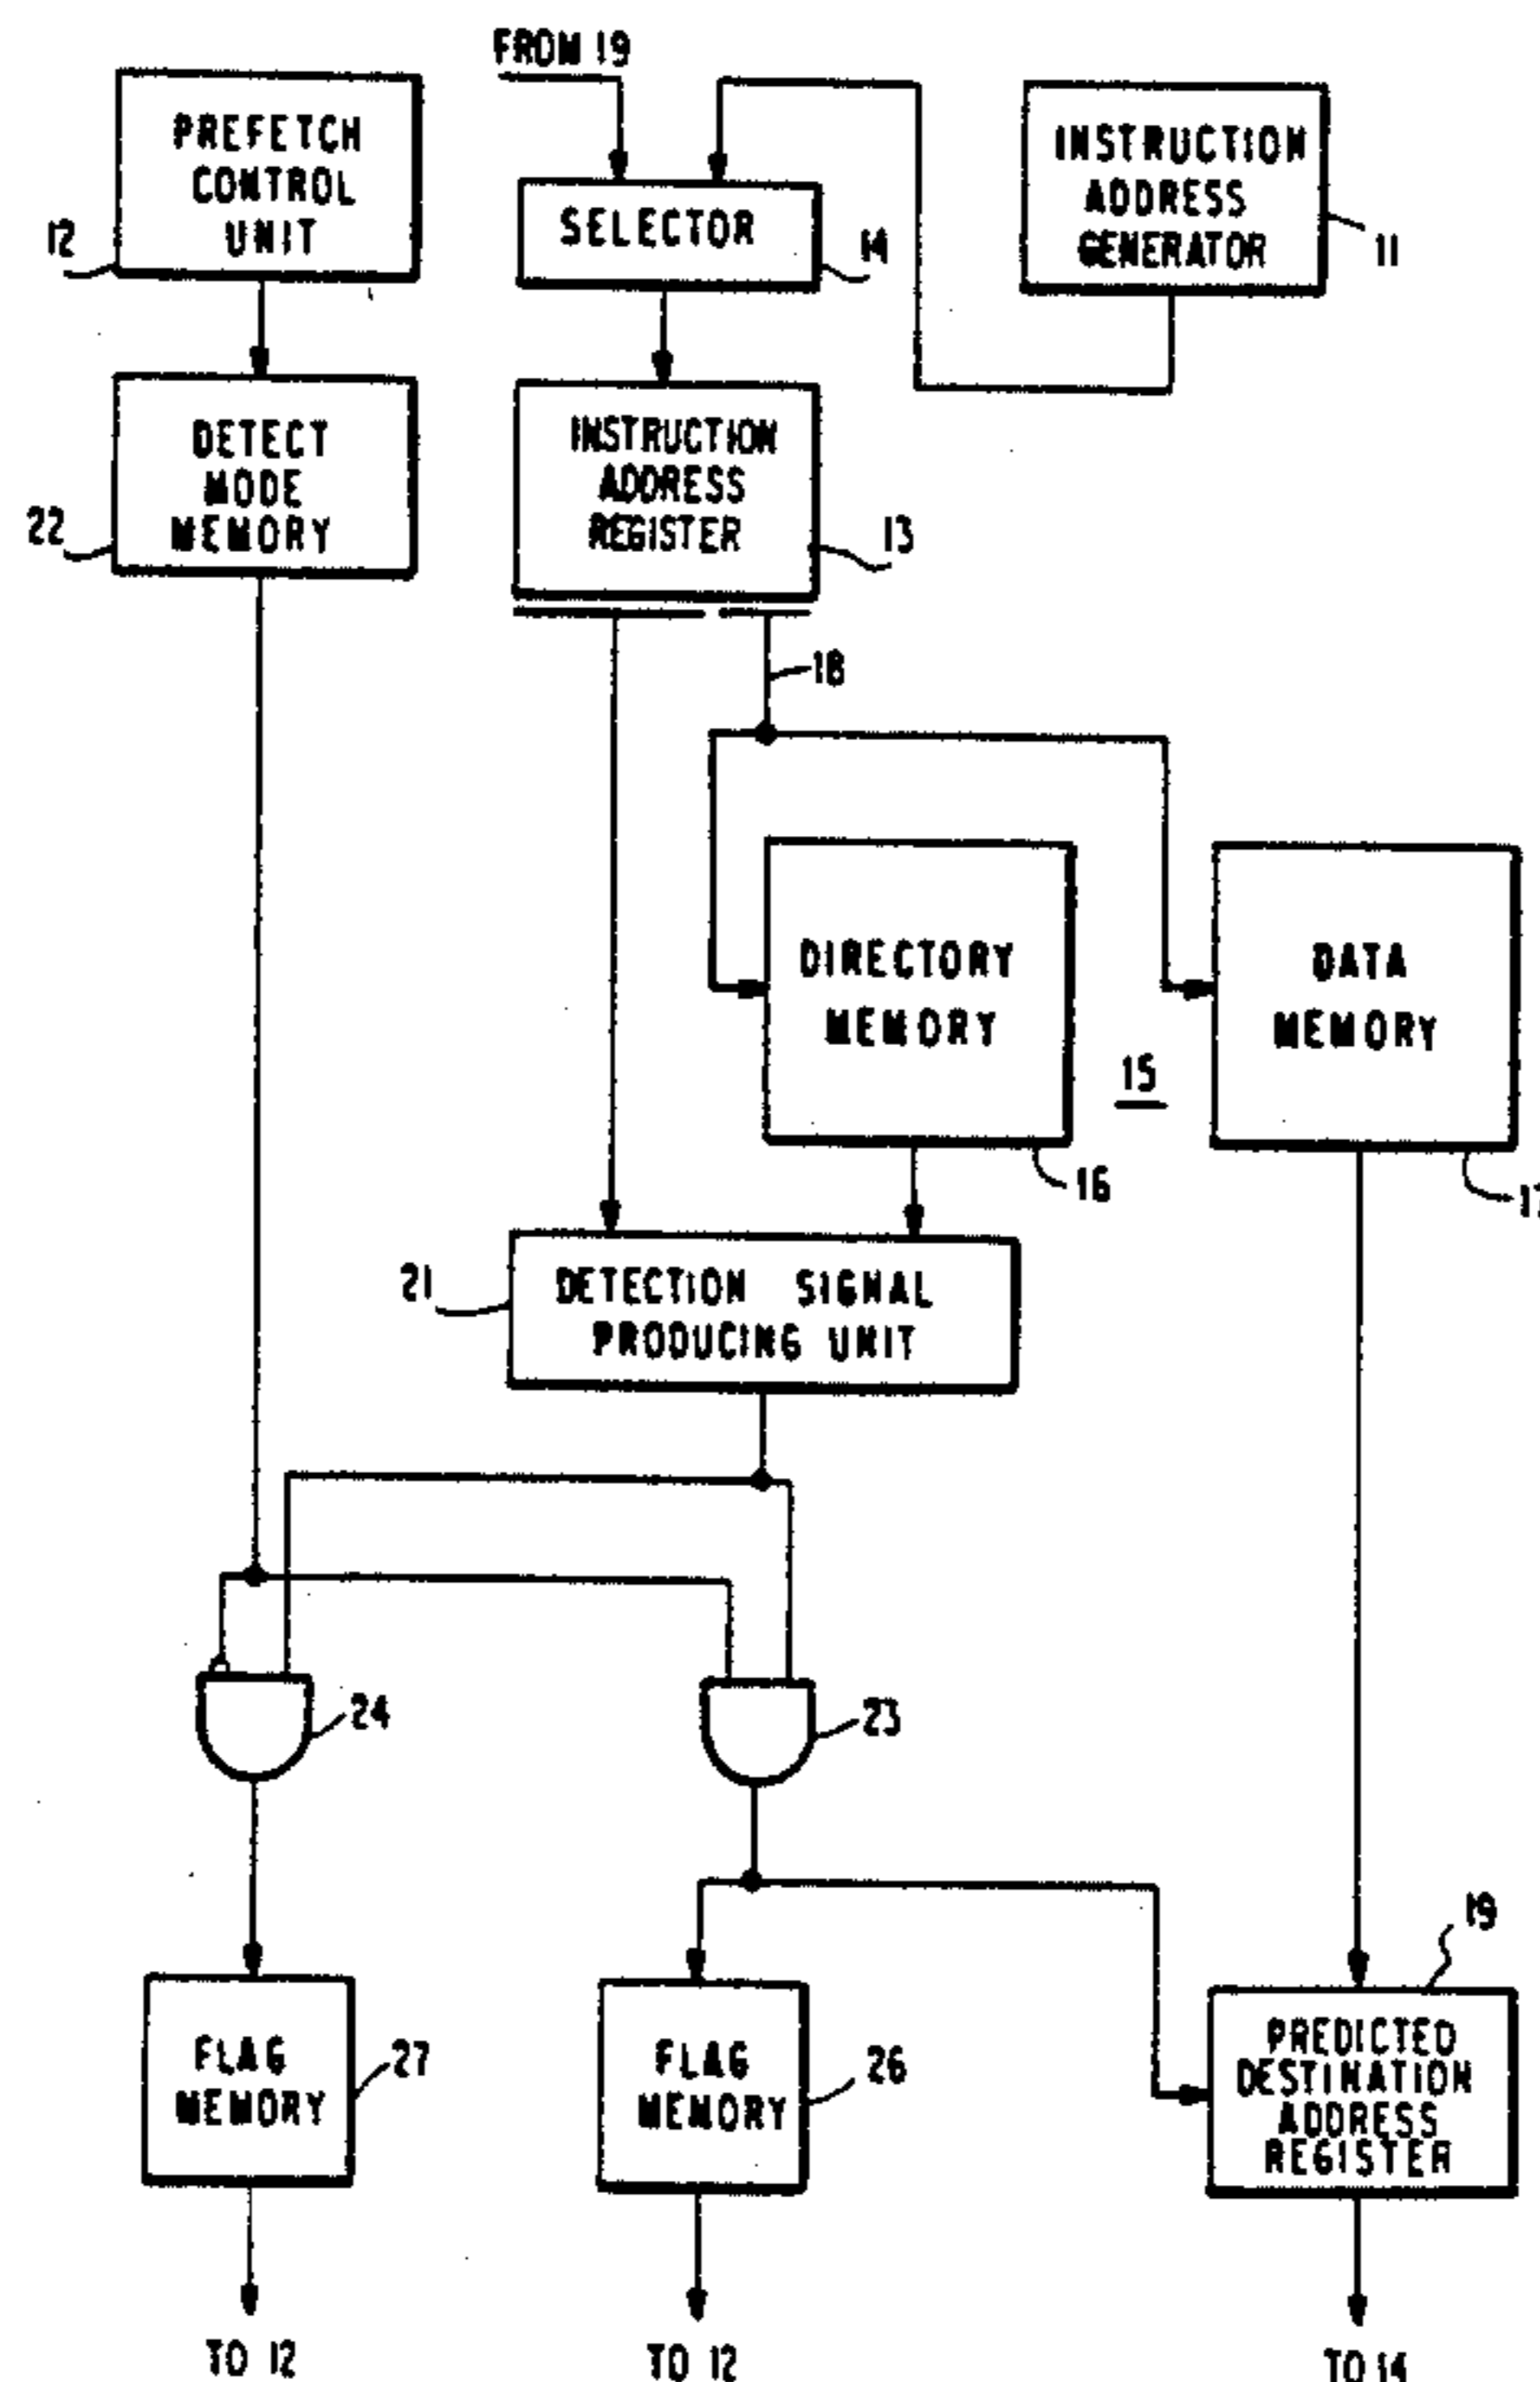 FROM 19
PREFETCH
CONTROL
UNIT
12
SELECTOR
14
INSTRUCTION
ADDRESS
GENERATOR
11
DETECT
MODE
MEMORY
22
INSTRUCTION
ADDRESS
REGISTER
13
18
DIRECTORY
MEMORY
15
DATA
MEMORY
16
17
21
DETECTION SIGNAL
PRODUCING UNIT
24
23
19
FLAG
MEMORY
27
FLAG
MEMORY
26
PREDICTED
DESTINATION
ADDRESS
REGISTER
TO 12
TO 12
TO 14